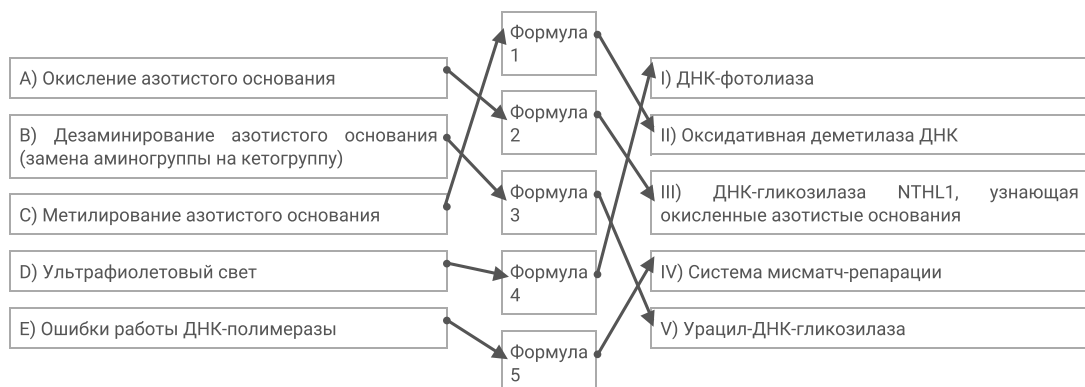 А) Окисление азотистого основания
В) Дезаминирование азотистого основания
(замена аминогруппы на кетогруппу)
С) Метилирование азотистого основания
D) Ультрафиолетовый свет
Е) Ошибки работы ДНК-полимеразы
Формула
1
Формула
2
Формула
3
Формула
4
Формула
5
I) ДНК-фотолиаза
II) Оксидативная деметилаза ДНК
III) ДНК-гликозилаза NTHL1, узнающая
окисленные азотистые основания
IV) Система мисматч-репарации
V) Урацил-ДНК-гликозилаза